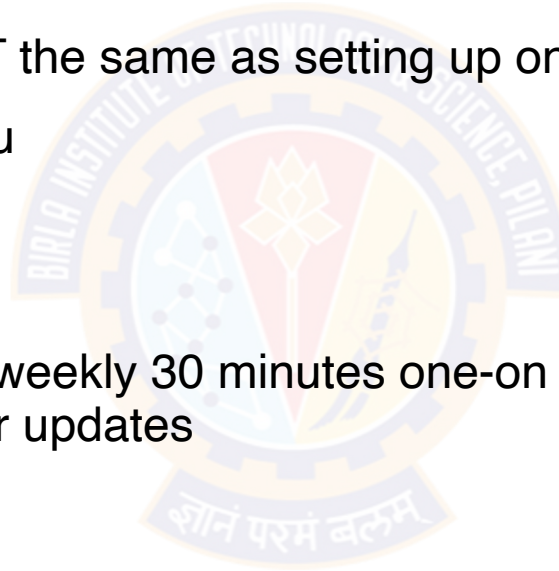 T the same as setting up on
u
weekly 30 minutes one-on
r updates
BIRLA INSTITUTE OF TECHNOLOGY & SCIENCE, PILANI
ज्ञानं परमं बलम्